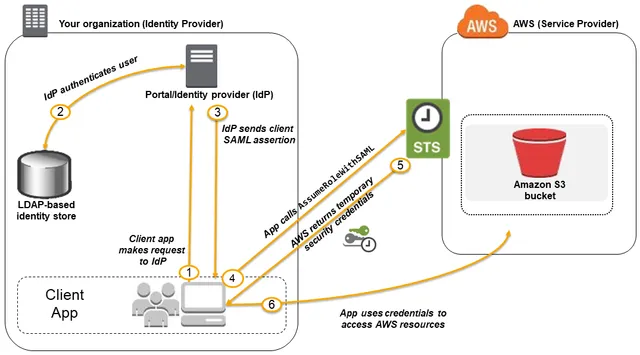 Your organization (Identity Provider)
AWS
AWS (Service Provider)
IdP authenticates user
2
Portal/Identity provider (IdP)
3
IdP sends client
SAML assertion
STS
5
Amazon S3
bucket
LDAP-based
identity store
App calls AssumeRoleWithSAML
AWS returns temporary
security credentials
Client app
makes request
to IdP
1
4
6
Client
App
App uses credentials to
access AWS resources